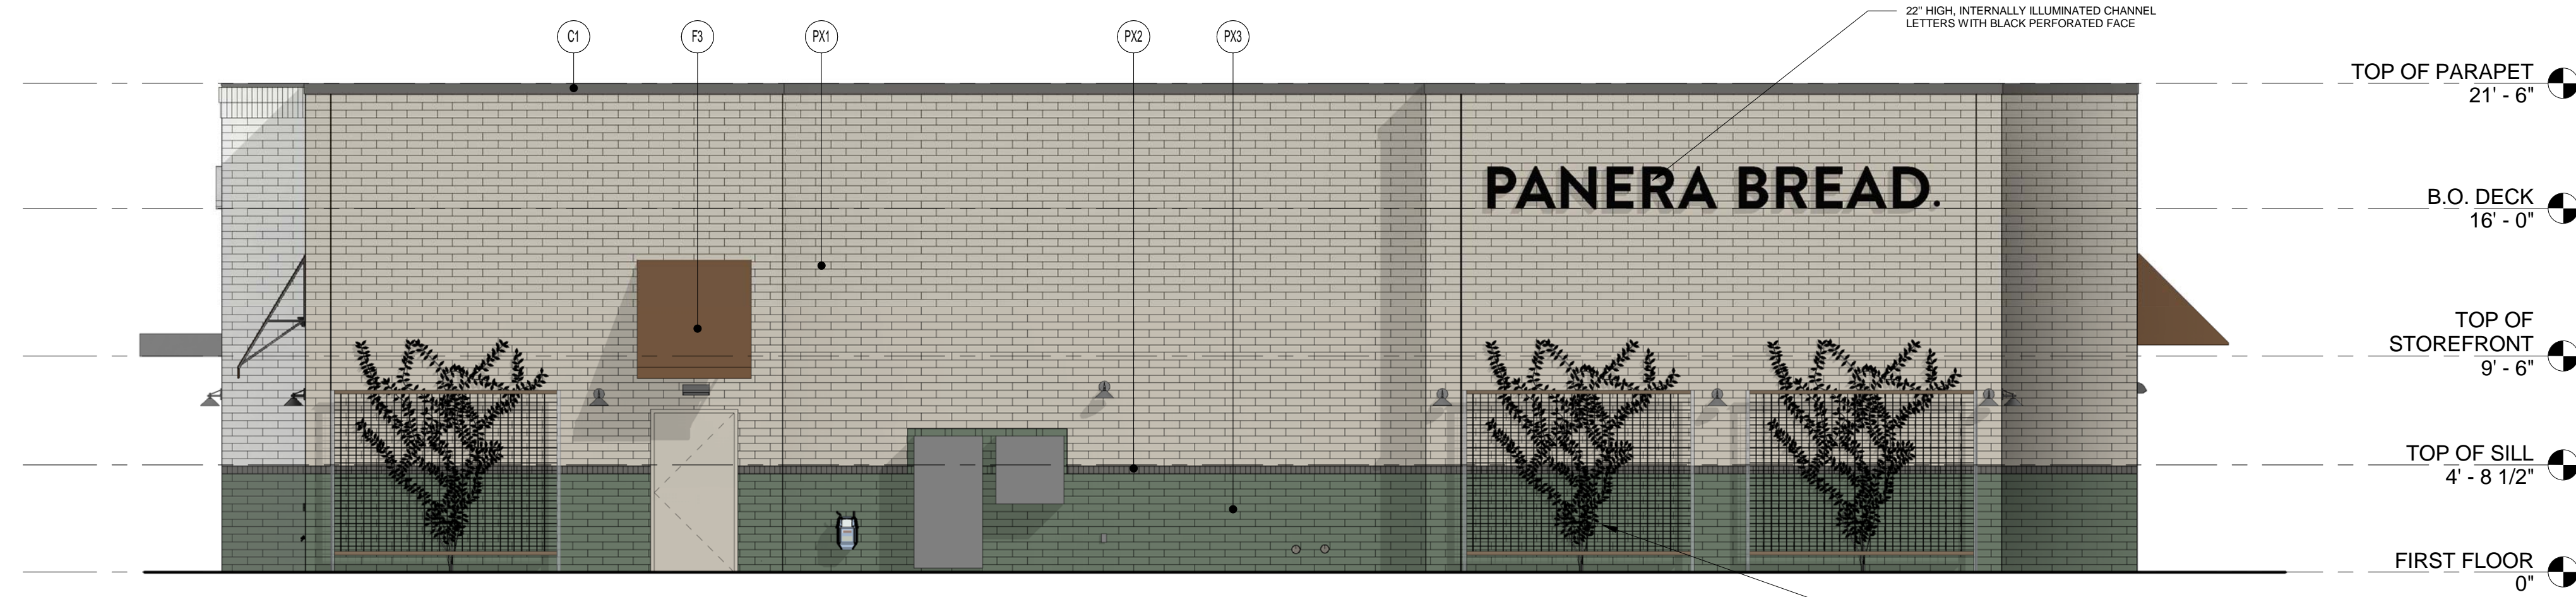 22" HIGH, INTERNALLY ILLUMINATED CHANNEL
LETTERS WITH BLACK PERFORATED FACE
C1
F3
PX1
PX2
PX3
TOP OF PARAPET
21' - 6"
PANERA BREAD.
B.O. DECK
16' - 0"
TOP OF
STOREFRONT
9' - 6"
TOP OF SILL
4' - 8 1/2"
FIRST FLOOR
0"